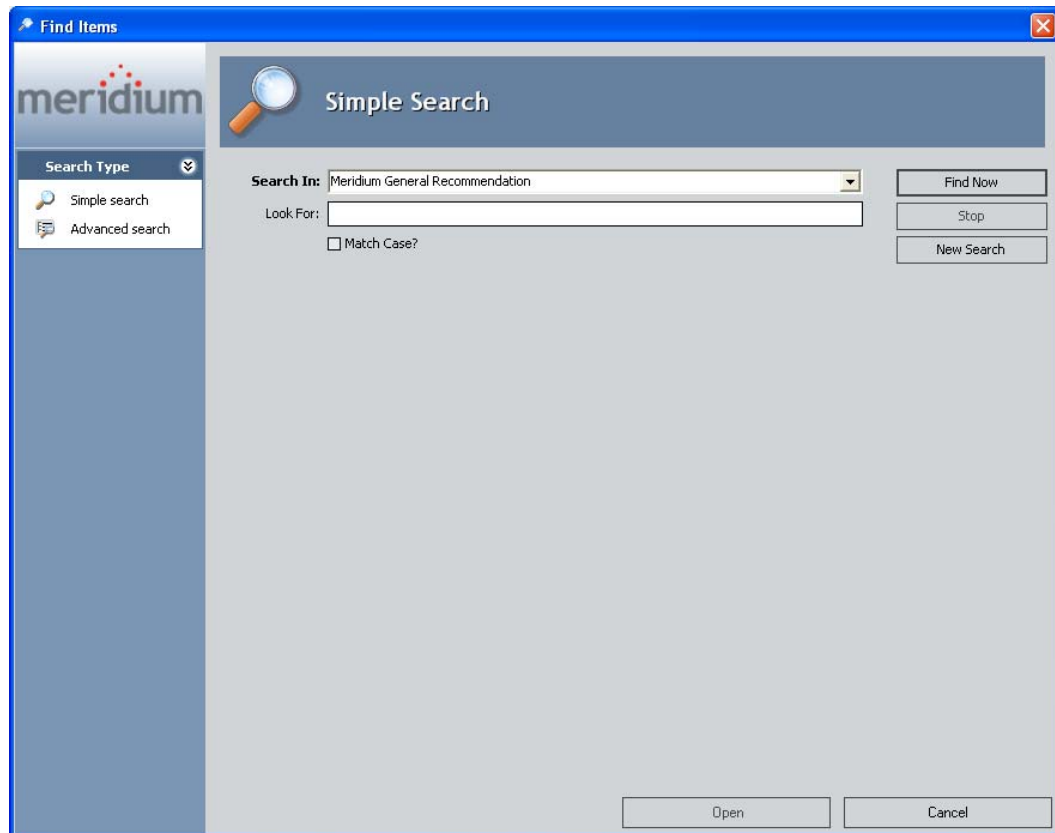 Find Items
meridium
Simple Search
Search Type
Simple search
Advanced search
Search In: Meridium General Recommendation
Find Now
Look For:
Stop
Match Case?
New Search
Open
Cancel